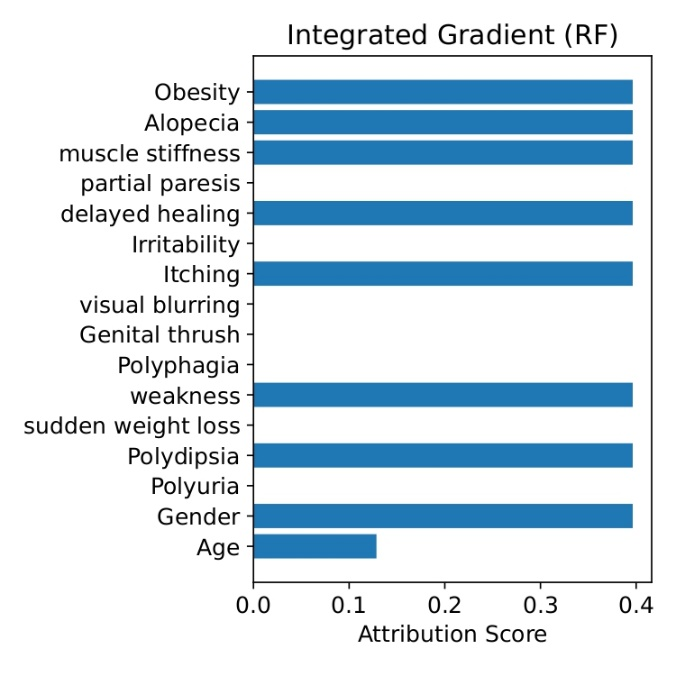 Integrated Gradient (RF)
Obesity
Alopecia
muscle stiffness
partial paresis
delayed healing
Irritability
Itching
visual blurring
Genital thrush
Polyphagia
weakness
sudden weight loss
Polydipsia
Polyuria
Gender
Age
0.0 0.1 0.2 0.3 0.4
Attribution Score